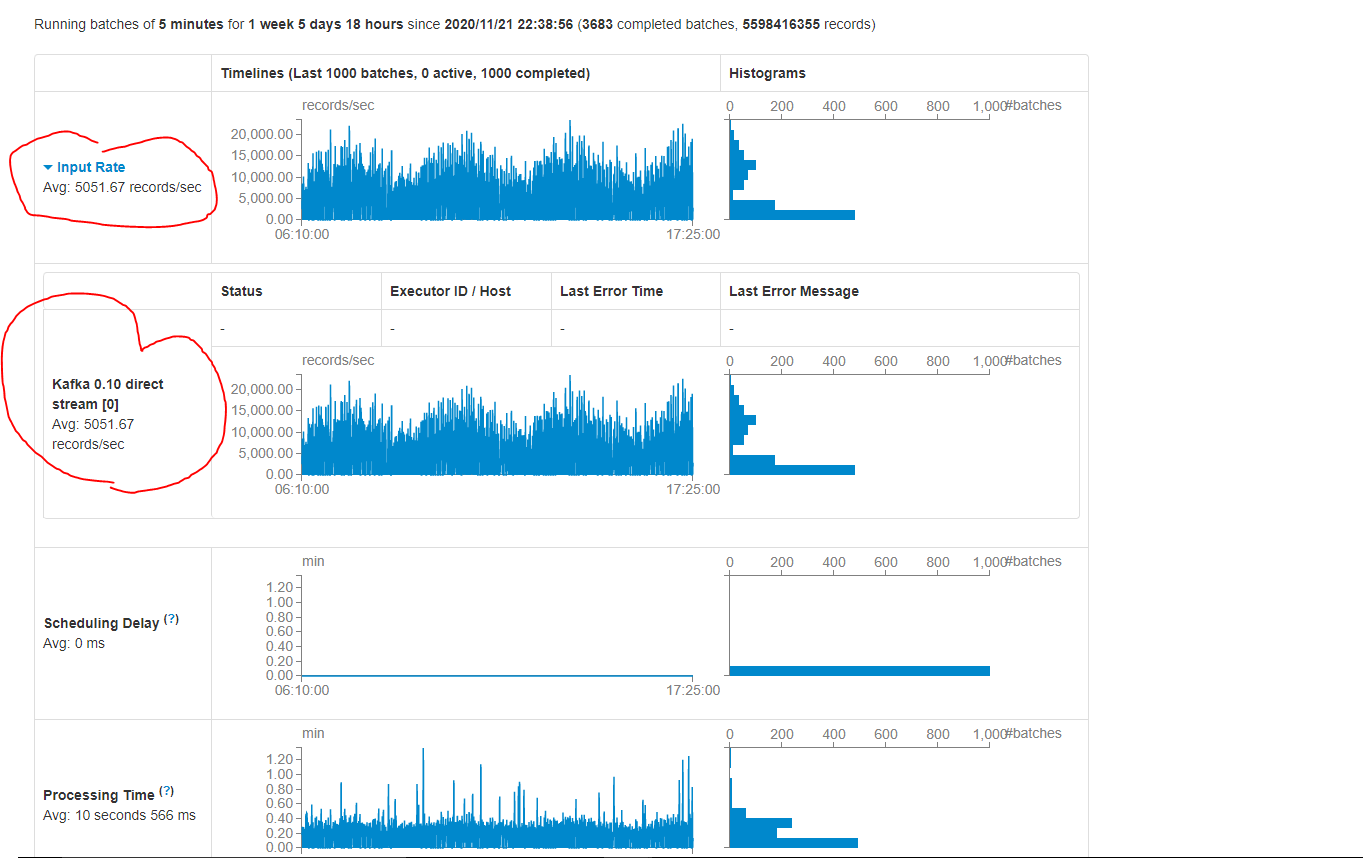 Running batches of 5 minutes for 1 week 5 days 18 hours since 2020/11/21 22:38:56 (3683 completed batches, 5598416355 records)
Timelines (Last 1000 batches, 0 active, 1000 completed)
Histograms
Input Rate
Avg: 5051.67 records/sec
records/sec
20,000.00
15,000.00
10,000.00
5,000.00
0.00
06:10:00 17:25:00
0 200 400 600 800 1,000 #batches
Status Executor ID / Host Last Error Time Last Error Message
- - - -
Kafka 0.10 direct
stream [0]
Avg: 5051.67
records/sec
records/sec
20,000.00
15,000.00
10,000.00
5,000.00
0.00
06:10:00 17:25:00
0 200 400 600 800 1,000 #batches
Scheduling Delay (?)
Avg: 0 ms
min
1.20
1.00
0.80
0.60
0.40
0.20
0.00
06:10:00 17:25:00
0 200 400 600 800 1,000 #batches
Processing Time (?)
Avg: 10 seconds 566 ms
min
1.20
1.00
0.80
0.60
0.40
0.20
0.00
0 200 400 600 800 1,000 #batches